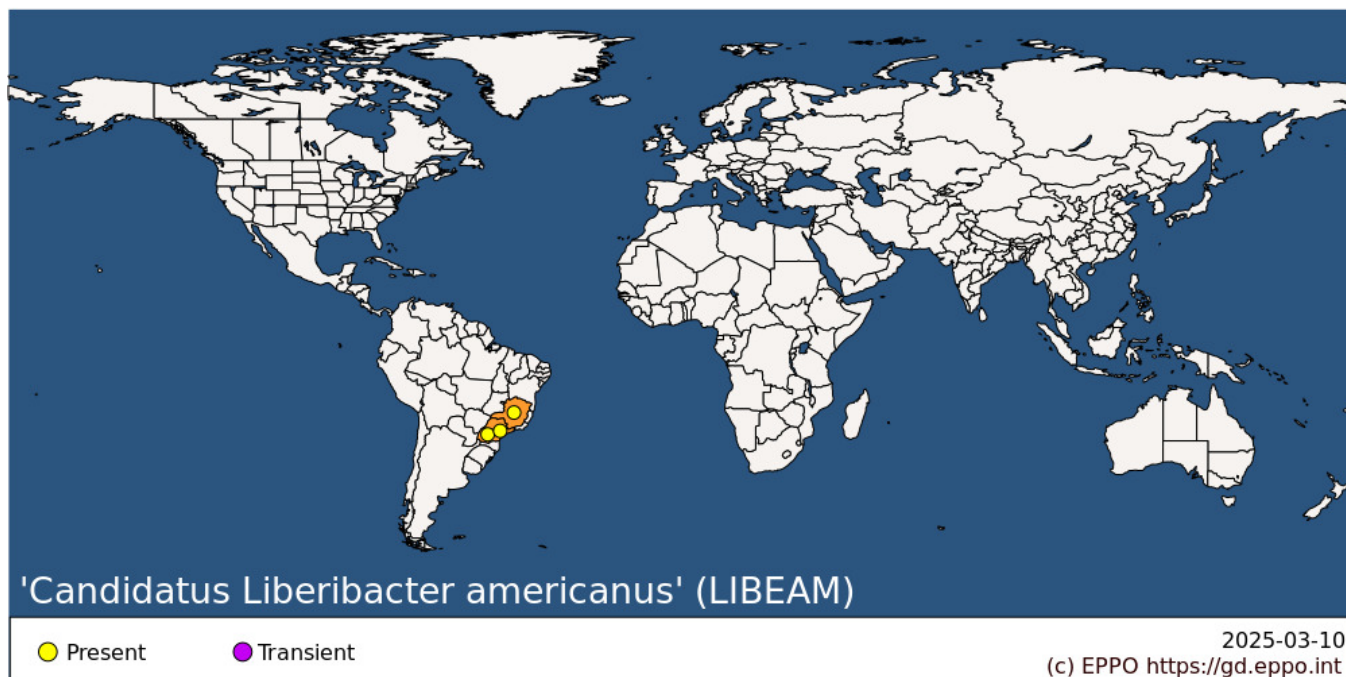 'Candidatus Liberibacter americanus' (LIBEAM)
Present
Transient
2025-03-10
(c) EPPO https://gd.eppo.int